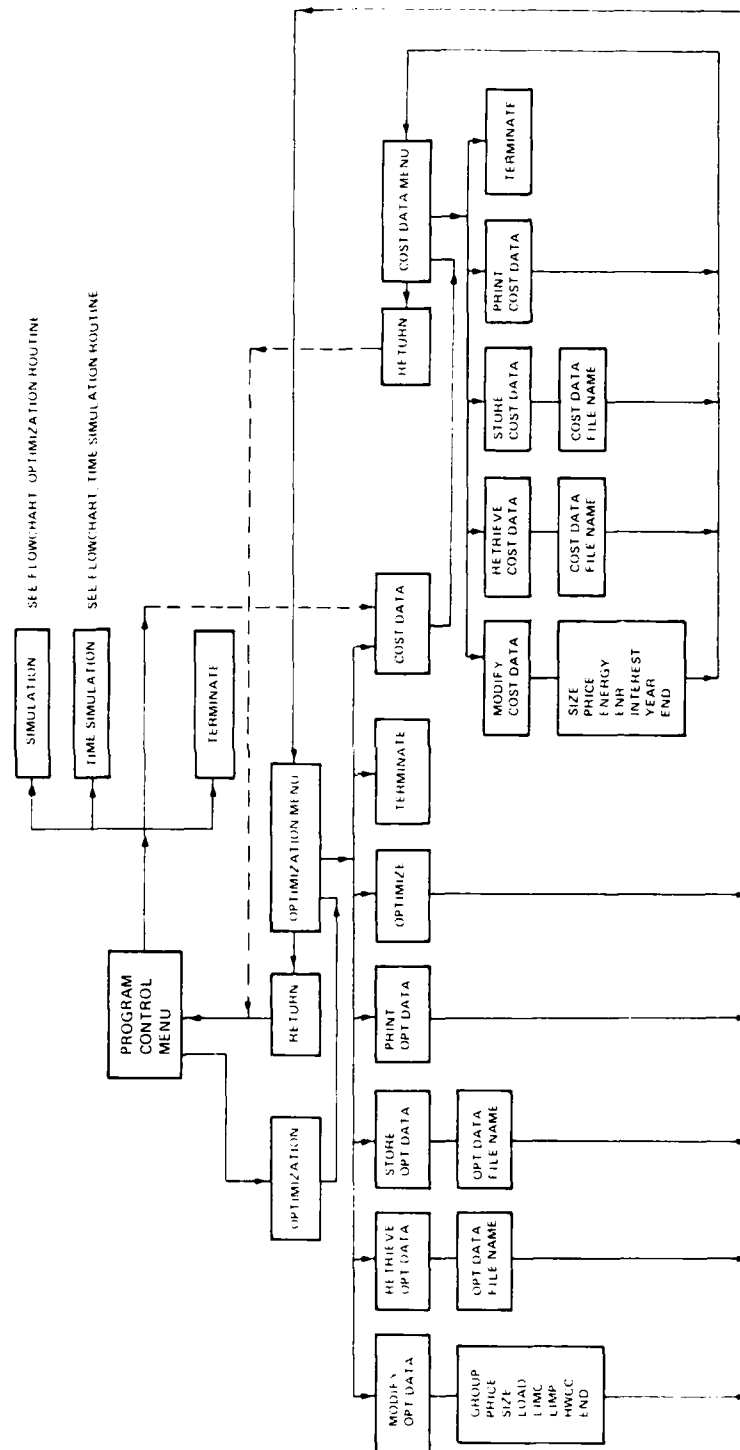 SEE FLOWCHART, OPTIMIZATION ROUTINE
SIMULATION
SEE FLOWCHART, TIME SIMULATION ROUTINE
TIME SIMULATION
TERMINATE
PROGRAM
CONTROL
MENU
OPTIMIZATION
RETURN
OPTIMIZATION MENU
RETURN
COST DATA MENU
MODIFY
OPT DATA
RETRIEVE
OPT DATA
STORE
OPT DATA
PRINT
OPT DATA
OPTIMIZE
TERMINATE
COST DATA
GROUP
PRICE
SIZE
LOAD
LIMC
LIMP
HWCC
END
OPT DATA
FILE NAME
OPT DATA
FILE NAME
MODIFY
COST DATA
RETRIEVE
COST DATA
STORE
COST DATA
PRINT
COST DATA
TERMINATE
SIZE
PRICE
ENERGY
ENR
INTEREST
YEAR
END
COST DATA
FILE NAME
COST DATA
FILE NAME